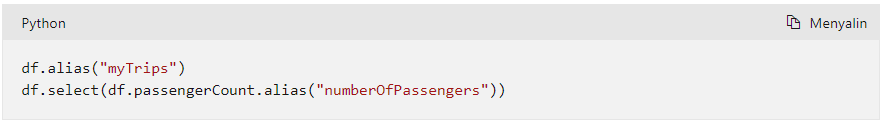 Python
Menyalin
df.alias("myTrips")
df.select(df.passengerCount.alias("numberOfPassengers"))